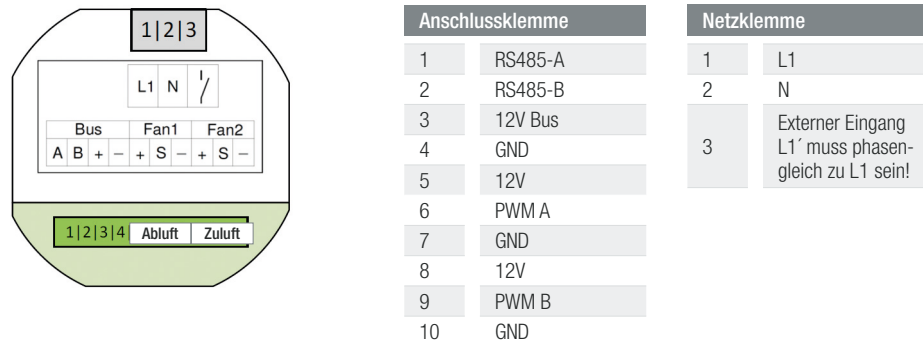 1|2|3
L1 N
Bus Fan1 Fan2
A B + − + S − + S −
1|2|3|4 Abluft Zuluft
Anschlussklemme
1 RS485-A
2 RS485-B
3 12V Bus
4 GND
5 12V
6 PWM A
7 GND
8 12V
9 PWM B
10 GND
Netzklemme
1 L1
2 N
3 Externer Eingang
L1´ muss phasen-
gleich zu L1 sein!